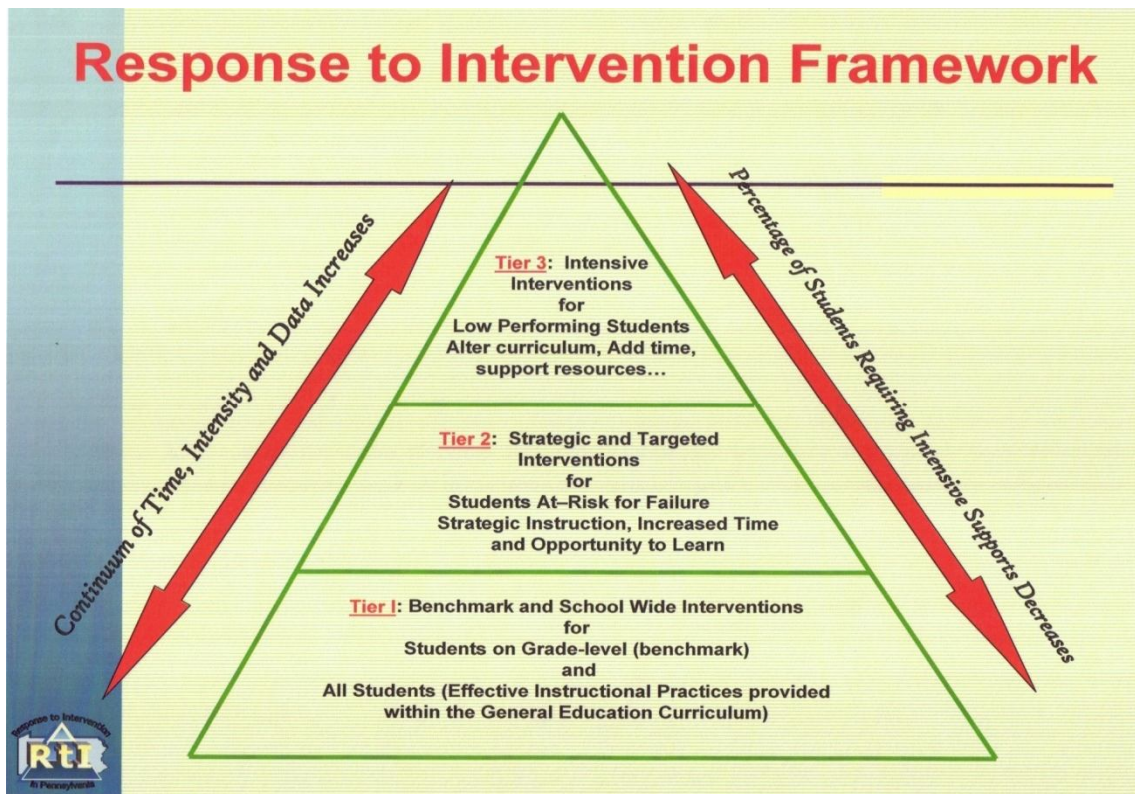 Response to Intervention Framework
Continuum of Time, Intensity and Data Increases
Percentage of Students Requiring Intensive Supports Decreases
Tier 3: Intensive
Interventions
for
Low Performing Students
Alter curriculum, Add time,
support resources…
Tier 2: Strategic and Targeted
Interventions
for
Students At–Risk for Failure
Strategic Instruction, Increased Time
and Opportunity to Learn
Tier I: Benchmark and School Wide Interventions
for
Students on Grade-level (benchmark)
and
All Students (Effective Instructional Practices provided
within the General Education Curriculum)
Response to Intervention
RtI
In Pennsylvania